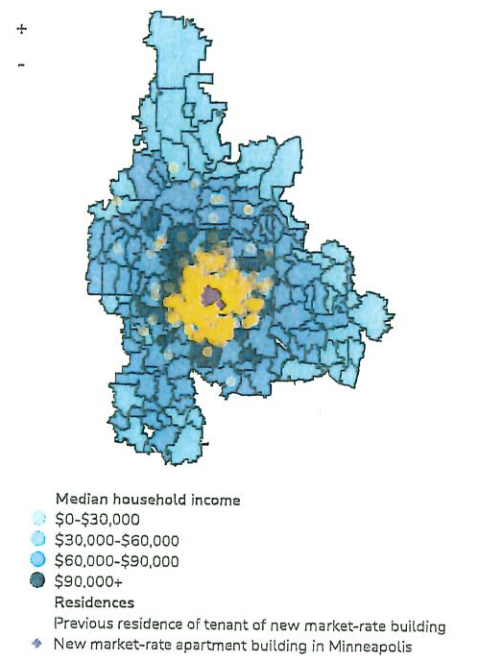 +
-
Median household income
$0-$30,000
$30,000-$60,000
$60,000-$90,000
$90,000+
Residences
Previous residence of tenant of new market-rate building
New market-rate apartment building in Minneapolis